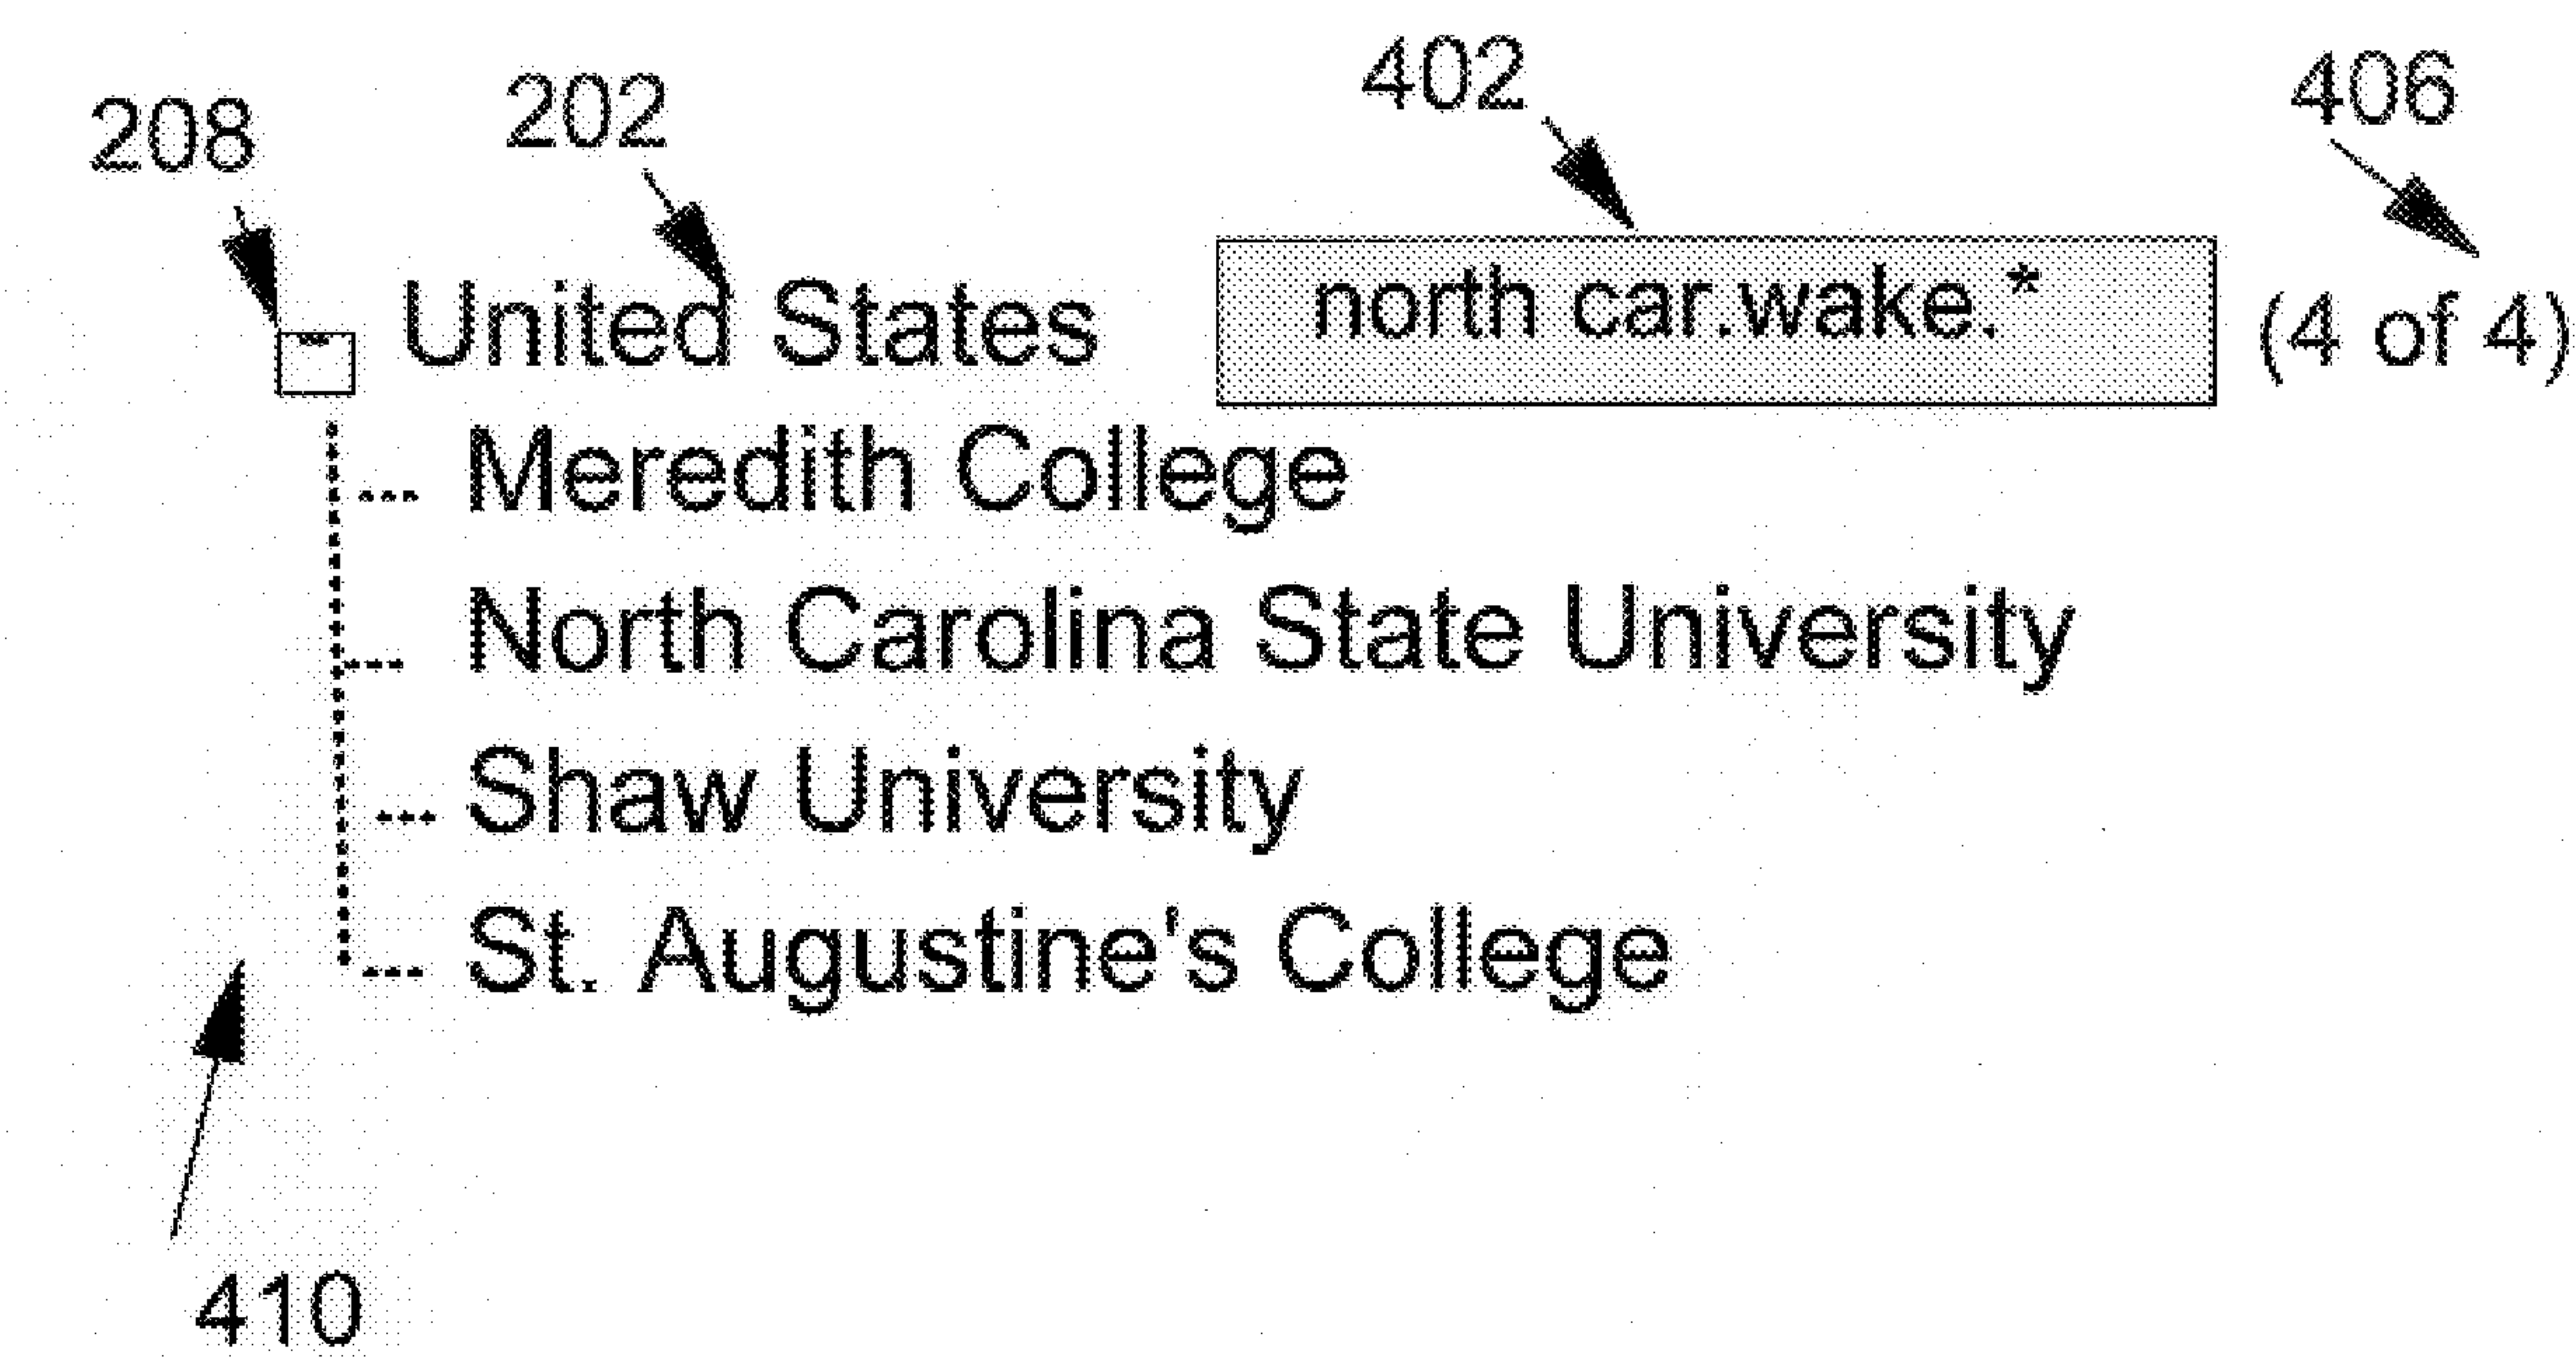 208 202 402 406
United States north car.wake.* (4 of 4)
Meredith College
North Carolina State University
Shaw University
St. Augustine's College
410